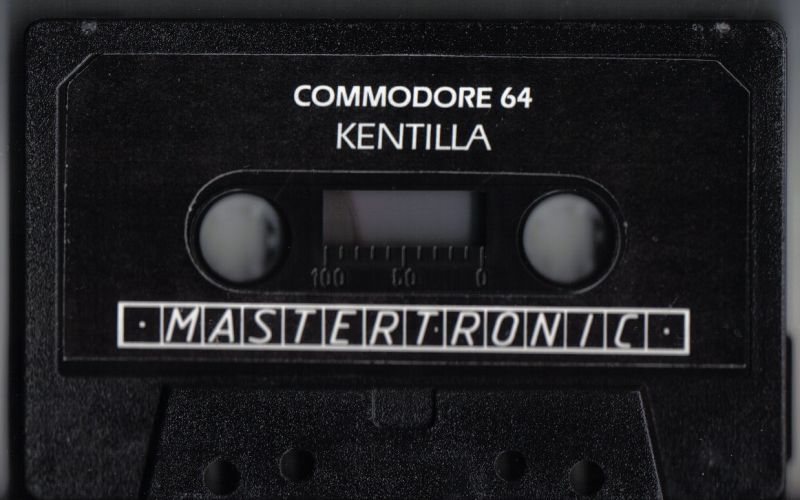 COMMODORE 64
KENTILLA
100 50 0
· MASTERTRONIC ·